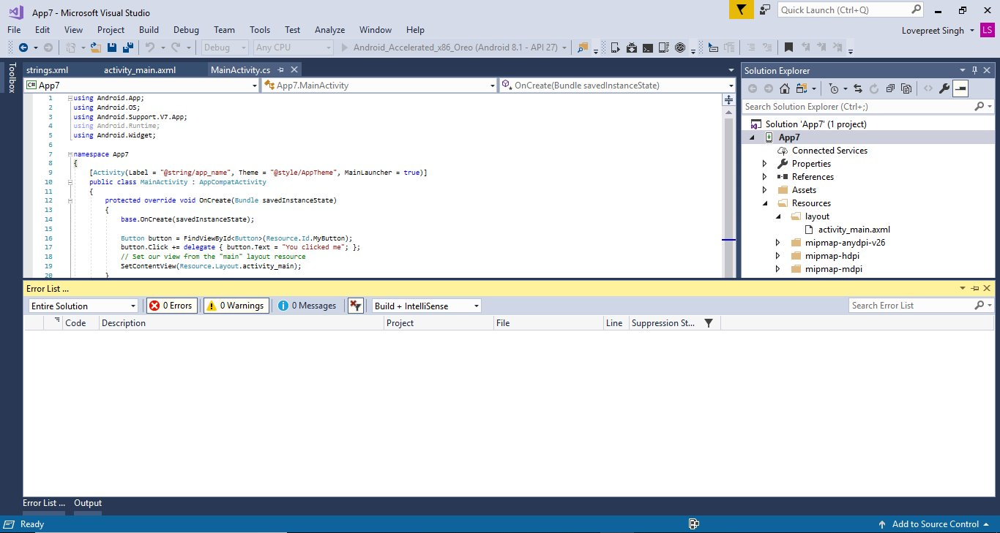 App7 - Microsoft Visual Studio
Quick Launch (Ctrl+Q)
File Edit View Project Build Debug Team Tools Test Analyze Window Help
Lovepreet Singh LS
Debug Any CPU Android_Accelerated_x86_Oreo (Android 8.1 - API 27)
Toolbox
strings.xml activity_main.axml MainActivity.cs
C# App7 App7.MainActivity OnCreate(Bundle savedInstanceState)
1 using Android.App;
2 using Android.OS;
3 using Android.Support.V7.App;
4 using Android.Runtime;
5 using Android.Widget;
6
7 namespace App7
8 {
9 [Activity(Label = "@string/app_name", Theme = "@style/AppTheme", MainLauncher = true)]
10 public class MainActivity : AppCompatActivity
11 {
12 protected override void OnCreate(Bundle savedInstanceState)
13 {
14 base.OnCreate(savedInstanceState);
15
16 Button button = FindViewById<Button>(Resource.Id.MyButton);
17 button.Click += delegate { button.Text = "You clicked me"; };
18 // Set our view from the "main" layout resource
19 SetContentView(Resource.Layout.activity_main);
20 }
Solution Explorer
Search Solution Explorer (Ctrl+;)
Solution 'App7' (1 project)
App7
Connected Services
Properties
References
Assets
Resources
layout
activity_main.axml
mipmap-anydpi-v26
mipmap-hdpi
mipmap-mdpi
Error List ...
Entire Solution 0 Errors 0 Warnings 0 Messages Build + IntelliSense Search Error List
Code Description Project File Line Suppression St...
Error List ... Output
Ready
Add to Source Control